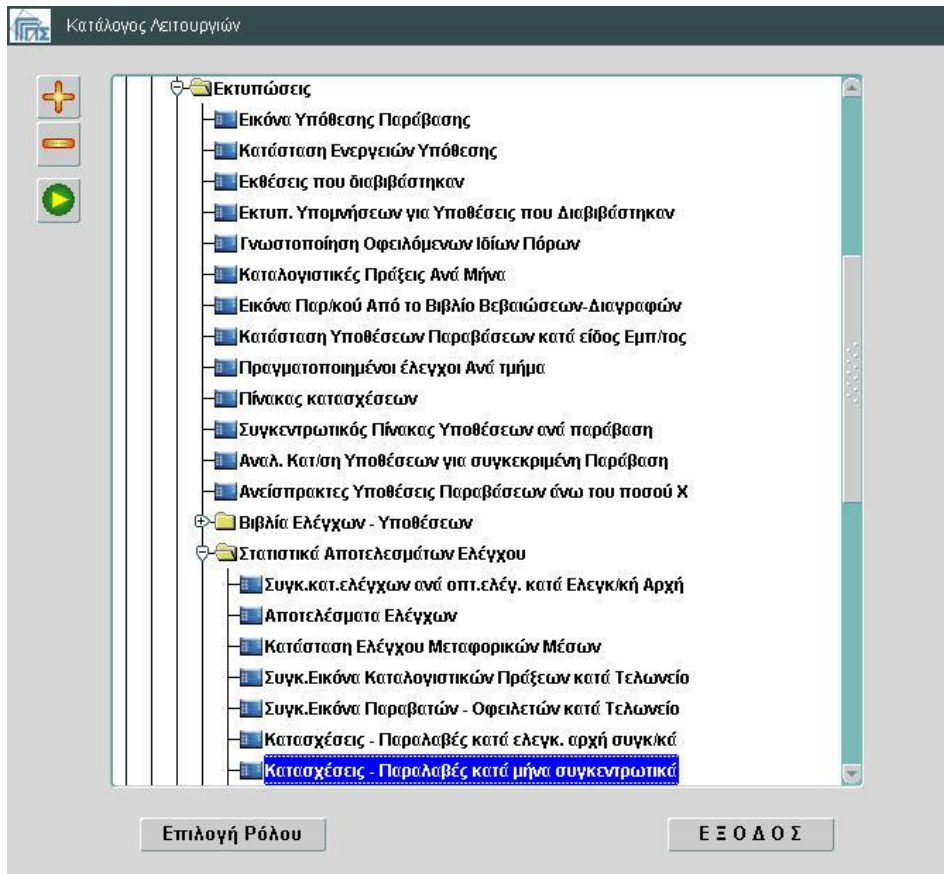 ΓΓΠΣ Κατάλογος Λειτουργιών
Εκτυπώσεις
Εικόνα Υπόθεσης Παράβασης
Κατάσταση Ενεργειών Υπόθεσης
Εκθέσεις που διαβιβάστηκαν
Εκτυπ. Υπομνήσεων για Υποθέσεις που Διαβιβάστηκαν
Γνωστοποίηση Οφειλόμενων Ιδίων Πόρων
Καταλογιστικές Πράξεις Ανά Μήνα
Εικόνα Παρ/κού Από το Βιβλίο Βεβαιώσεων-Διαγραφών
Κατάσταση Υποθέσεων Παραβάσεων κατά είδος Εμπ/τος
Πραγματοποιημένοι έλεγχοι Ανά τμήμα
Πίνακας κατασχέσεων
Συγκεντρωτικός Πίνακας Υποθέσεων ανά παράβαση
Αναλ. Κατ/ση Υποθέσεων για συγκεκριμένη Παράβαση
Ανείσπρακτες Υποθέσεις Παραβάσεων άνω του ποσού Χ
Βιβλία Ελέγχων - Υποθέσεων
Στατιστικά Αποτελεσμάτων Ελέγχου
Συγκ.κατ.ελέγχων ανά οπτ.ελέγ. κατά Ελεγκ/κή Αρχή
Αποτελέσματα Ελέγχων
Κατάσταση Ελέγχου Μεταφορικών Μέσων
Συγκ.Εικόνα Καταλογιστικών Πράξεων κατά Τελωνείο
Συγκ.Εικόνα Παραβατών - Οφειλετών κατά Τελωνείο
Κατασχέσεις - Παραλαβές κατά ελεγκ. αρχή συγκ/κά
Κατασχέσεις - Παραλαβές κατά μήνα συγκεντρωτικά
Επιλογή Ρόλου
Ε Ξ Ο Δ Ο Σ